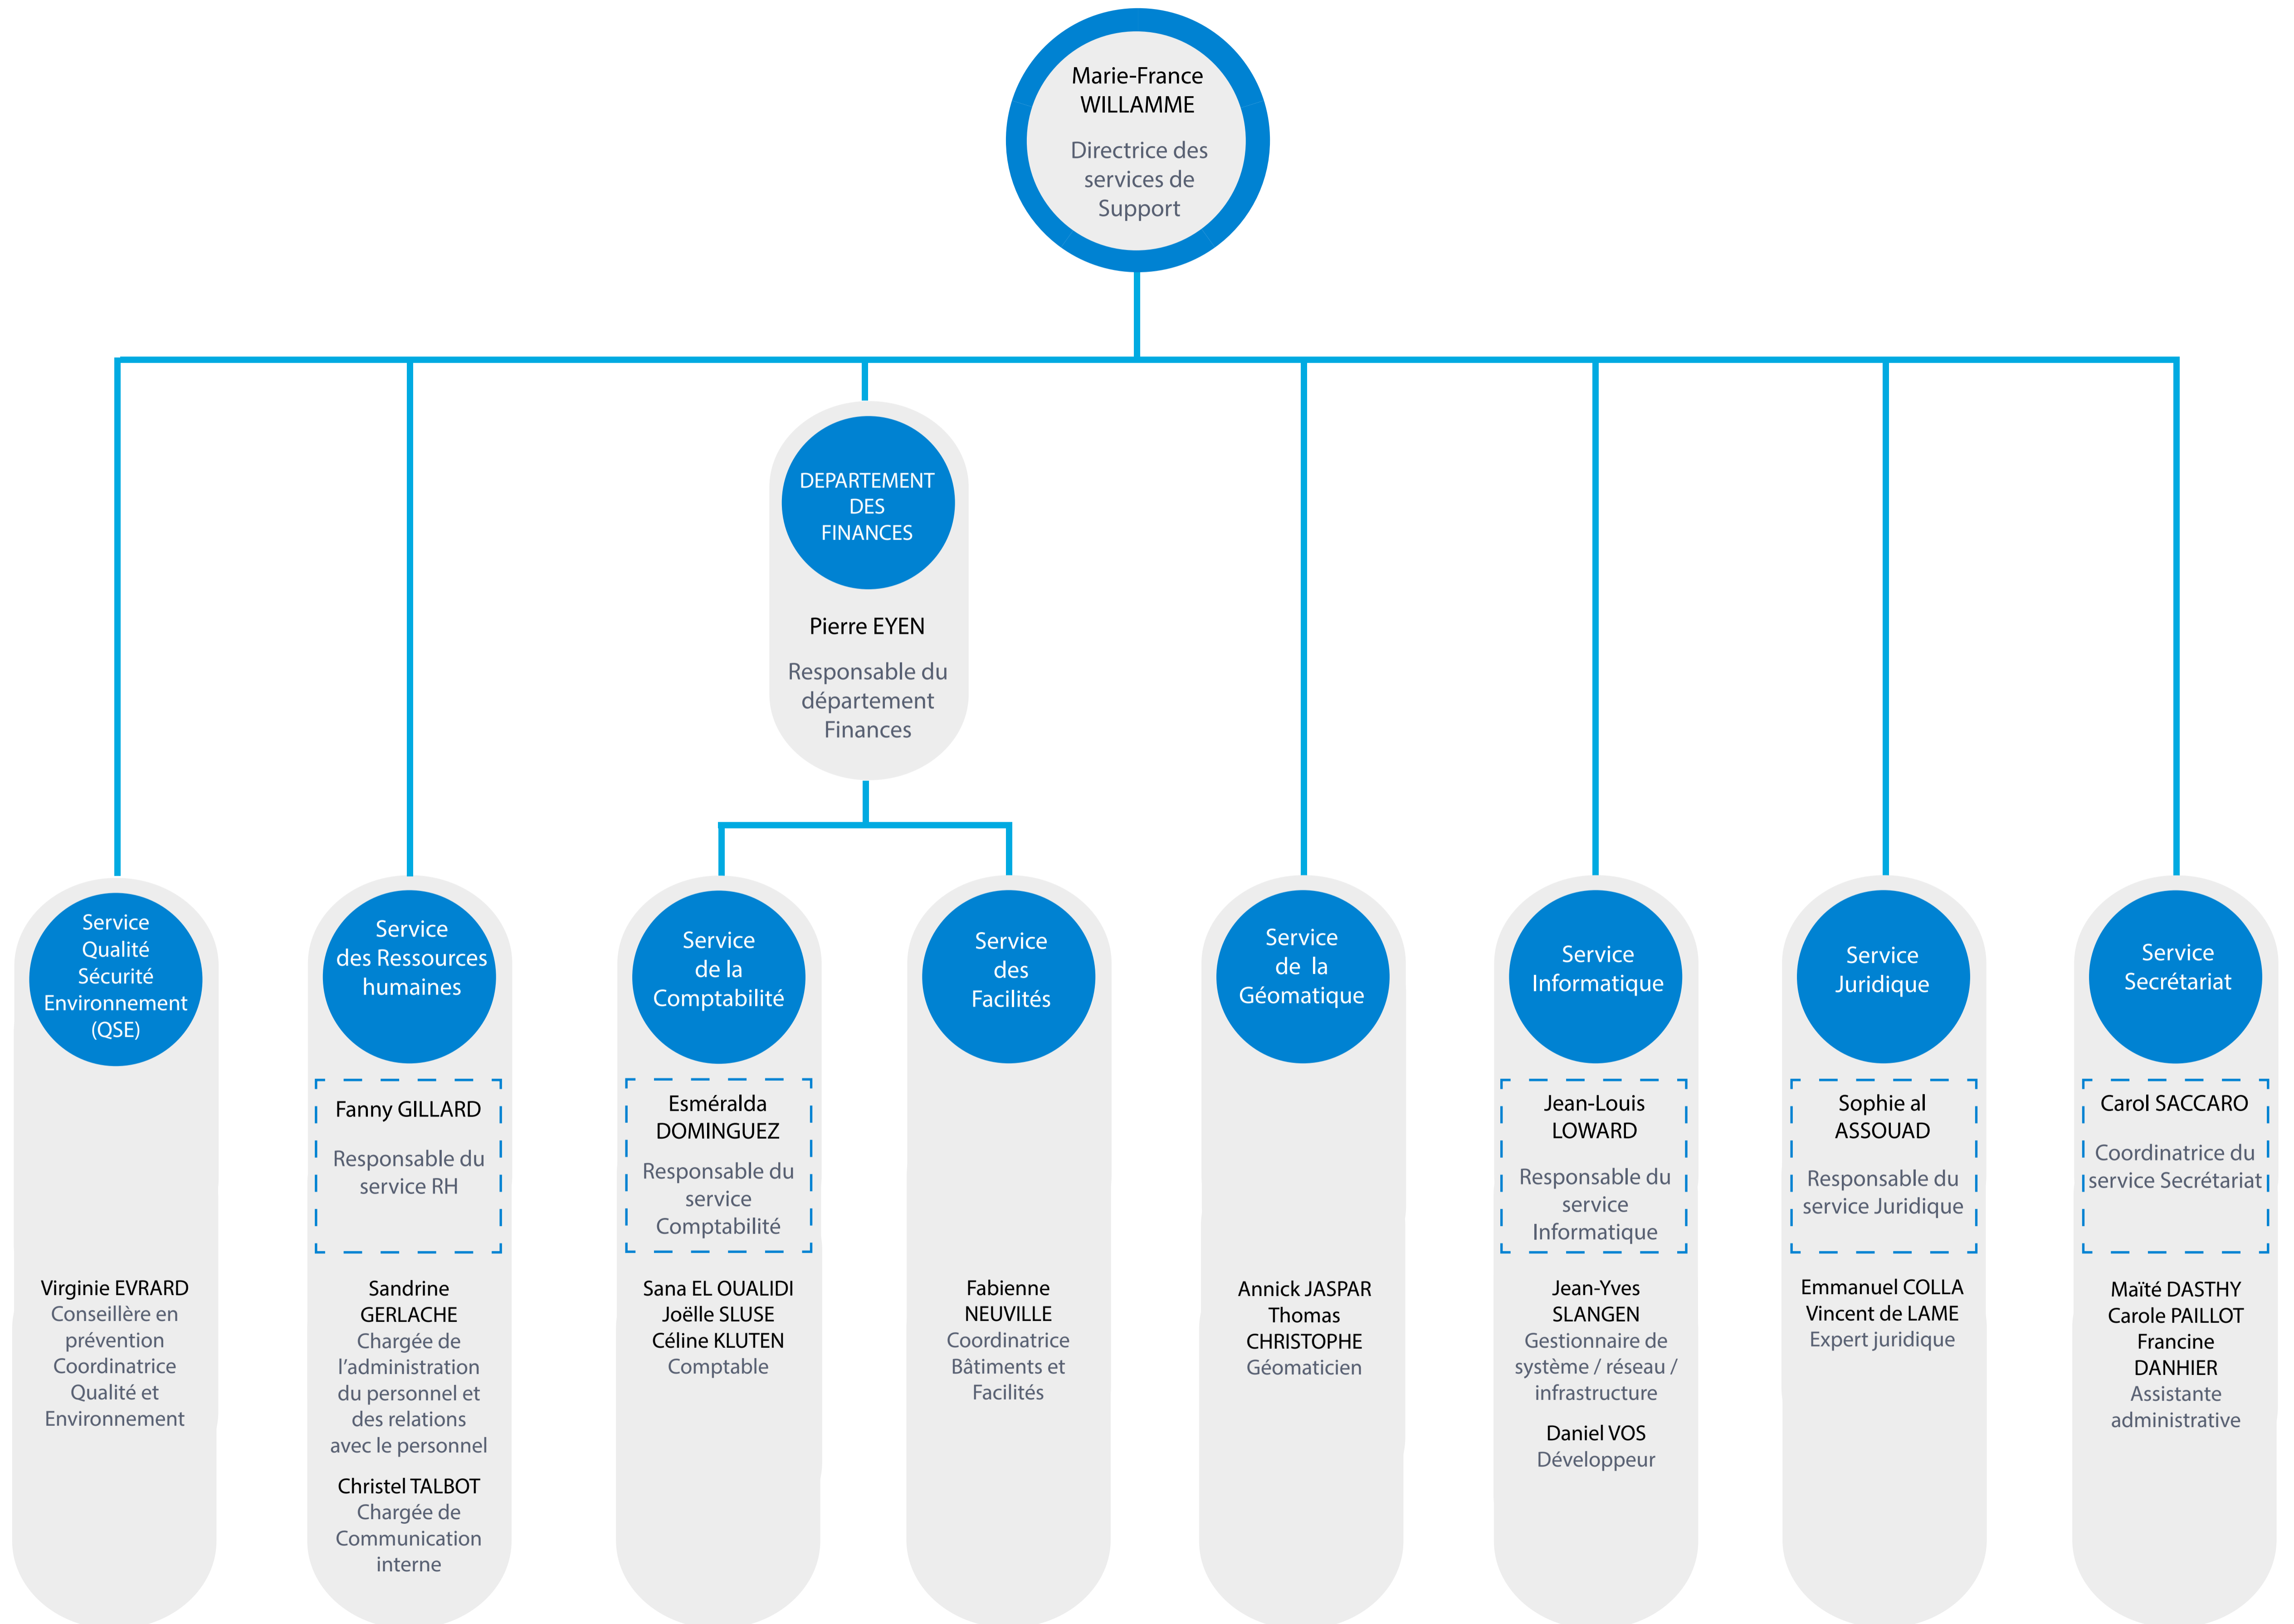 Marie-France
WILLAMME
Directrice des
services de
Support
DEPARTEMENT
DES
FINANCES
Pierre EYEN
Responsable du
département
Finances
Service
Qualité
Sécurité
Environnement
(QSE)
Virginie EVRARD
Conseillère en
prévention
Coordinatrice
Qualité et
Environnement
Service
des Ressources
humaines
Fanny GILLARD
Responsable du
service RH
Sandrine
GERLACHE
Chargée de
l’administration
du personnel et
des relations
avec le personnel
Christel TALBOT
Chargée de
Communication
interne
Service
de la
Comptabilité
Esméralda
DOMINGUEZ
Responsable du
service
Comptabilité
Sana EL OUALIDI
Joëlle SLUSE
Céline KLUTEN
Comptable
Service
des
Facilités
Fabienne
NEUVILLE
Coordinatrice
Bâtiments et
Facilités
Service
de la
Géomatique
Annick JASPAR
Thomas
CHRISTOPHE
Géomaticien
Service
Informatique
Jean-Louis
LOWARD
Responsable du
service
Informatique
Jean-Yves
SLANGEN
Gestionnaire de
système / réseau /
infrastructure
Daniel VOS
Développeur
Service
Juridique
Sophie al
ASSOUAD
Responsable du
service Juridique
Emmanuel COLLA
Vincent de LAME
Expert juridique
Service
Secrétariat
Carol SACCARO
Coordinatrice du
service Secrétariat
Maïté DASTHY
Carole PAILLOT
Francine
DANHIER
Assistante
administrative